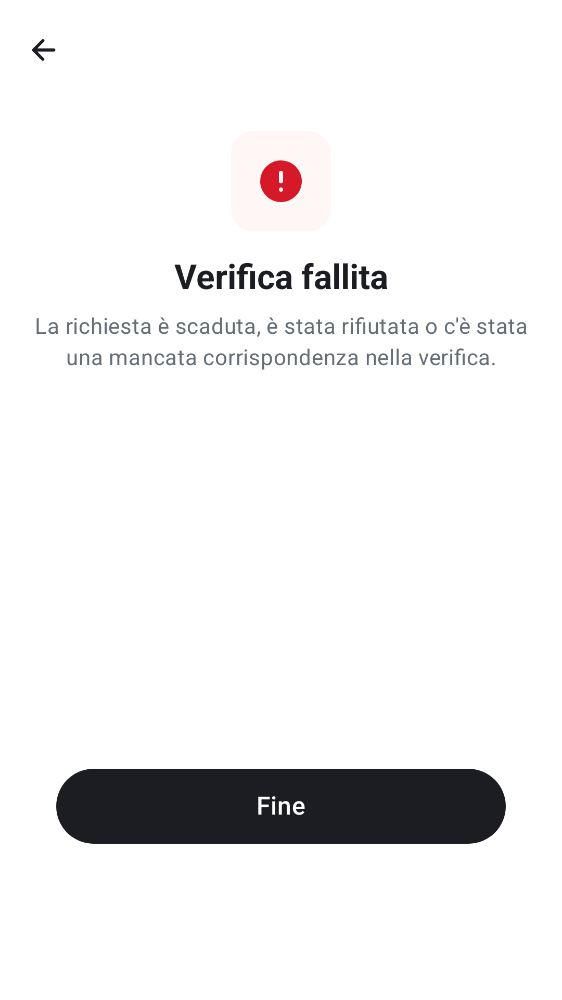 Verifica fallita
La richiesta è scaduta, è stata rifiutata o c'è stata
una mancata corrispondenza nella verifica.
Fine